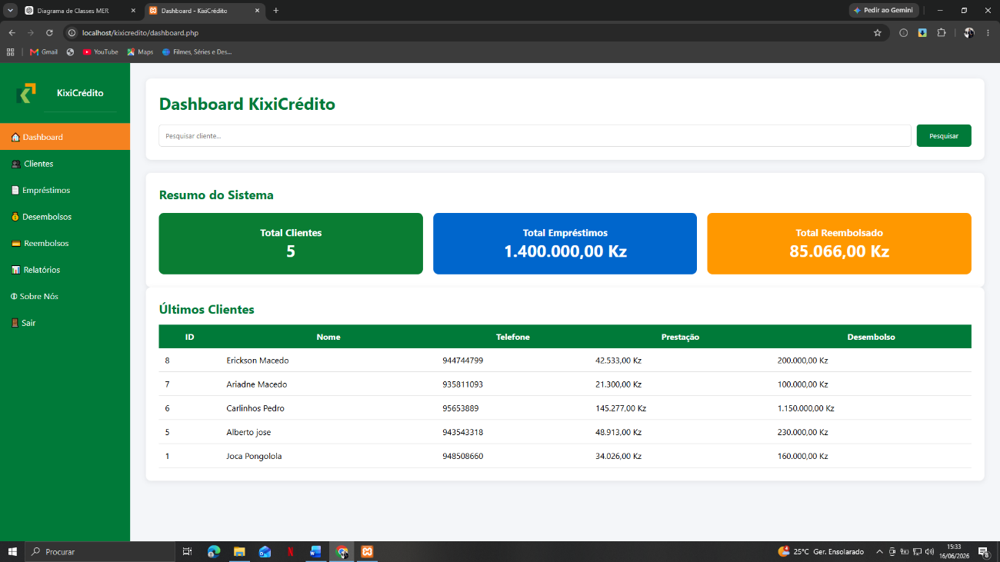 Diagrama de Classes MER
Dashboard - KixiCrédito
Pedir ao Gemini
localhost/kixicredito/dashboard.php
Gmail
YouTube
Maps
Filmes, Séries e Des...
KixiCrédito
Dashboard
Clientes
Empréstimos
Desembolsos
Reembolsos
Relatórios
Sobre Nós
Sair
Dashboard KixiCrédito
Pesquisar cliente...
Pesquisar
Resumo do Sistema
Total Clientes
5
Total Empréstimos
1.400.000,00 Kz
Total Reembolsado
85.066,00 Kz
Últimos Clientes
ID Nome Telefone Prestação Desembolso
8 Erickson Macedo 944744799 42.533,00 Kz 200.000,00 Kz
7 Ariadne Macedo 935811093 21.300,00 Kz 100.000,00 Kz
6 Carlinhos Pedro 95653889 145.277,00 Kz 1.150.000,00 Kz
5 Alberto jose 943543318 48.913,00 Kz 230.000,00 Kz
1 Joca Pongolola 948508660 34.026,00 Kz 160.000,00 Kz
Procurar
25°C Ger. Ensolarado
15:33
16/06/2026
8